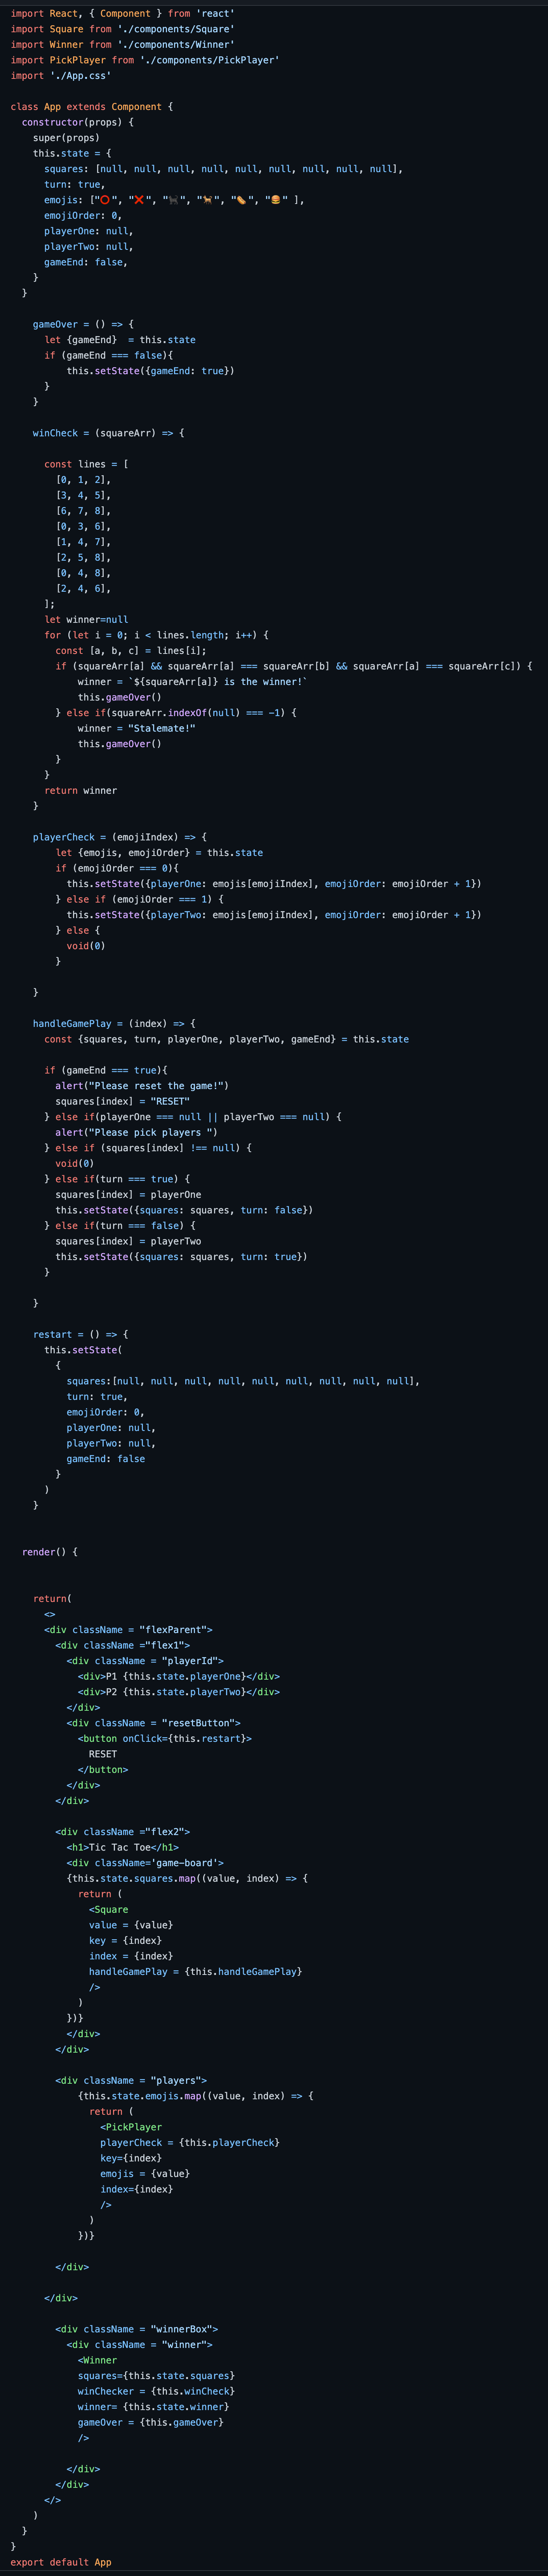 import React, { Component } from 'react'
import Square from './components/Square'
import Winner from './components/Winner'
import PickPlayer from './components/PickPlayer'
import './App.css'

class App extends Component {
  constructor(props) {
    super(props)
    this.state = {
      squares: [null, null, null, null, null, null, null, null, null],
      turn: true,
      emojis: ["⭕️", "❌", "🐈‍⬛", "🐕", "🌭", "🍔" ],
      emojiOrder: 0,
      playerOne: null,
      playerTwo: null,
      gameEnd: false,
    }
  }

    gameOver = () => {
      let {gameEnd}  = this.state
      if (gameEnd === false){
          this.setState({gameEnd: true})
      }
    }

    winCheck = (squareArr) => {

      const lines = [
        [0, 1, 2],
        [3, 4, 5],
        [6, 7, 8],
        [0, 3, 6],
        [1, 4, 7],
        [2, 5, 8],
        [0, 4, 8],
        [2, 4, 6],
      ];
      let winner=null
      for (let i = 0; i < lines.length; i++) {
        const [a, b, c] = lines[i];
        if (squareArr[a] && squareArr[a] === squareArr[b] && squareArr[a] === squareArr[c]) {
            winner = `${squareArr[a]} is the winner!`
            this.gameOver()
        } else if(squareArr.indexOf(null) === -1) {
            winner = "Stalemate!"
            this.gameOver()
        }
      }
      return winner
    }

    playerCheck = (emojiIndex) => {
        let {emojis, emojiOrder} = this.state
        if (emojiOrder === 0){
          this.setState({playerOne: emojis[emojiIndex], emojiOrder: emojiOrder + 1})
        } else if (emojiOrder === 1) {
          this.setState({playerTwo: emojis[emojiIndex], emojiOrder: emojiOrder + 1})
        } else {
          void(0)
        }

    }

    handleGamePlay = (index) => {
      const {squares, turn, playerOne, playerTwo, gameEnd} = this.state

      if (gameEnd === true){
        alert("Please reset the game!")
        squares[index] = "RESET"
      } else if(playerOne === null || playerTwo === null) {
        alert("Please pick players ")
      } else if (squares[index] !== null) {
        void(0)
      } else if(turn === true) {
        squares[index] = playerOne
        this.setState({squares: squares, turn: false})
      } else if(turn === false) {
        squares[index] = playerTwo
        this.setState({squares: squares, turn: true})
      }

    }

    restart = () => {
      this.setState(
        {
          squares:[null, null, null, null, null, null, null, null, null],
          turn: true,
          emojiOrder: 0,
          playerOne: null,
          playerTwo: null,
          gameEnd: false
        }
      )
    }


  render() {


    return(
      <>
      <div className = "flexParent">
        <div className ="flex1">
          <div className = "playerId">
            <div>P1 {this.state.playerOne}</div>
            <div>P2 {this.state.playerTwo}</div>
          </div>
          <div className = "resetButton">
            <button onClick={this.restart}>
              RESET
            </button>
          </div>
        </div>

        <div className ="flex2">
          <h1>Tic Tac Toe</h1>
          <div className='game-board'>
          {this.state.squares.map((value, index) => {
            return (
              <Square
              value = {value}
              key = {index}
              index = {index}
              handleGamePlay = {this.handleGamePlay}
              />
            )
          })}
          </div>
        </div>

        <div className = "players">
            {this.state.emojis.map((value, index) => {
              return (
                <PickPlayer
                playerCheck = {this.playerCheck}
                key={index}
                emojis = {value}
                index={index}
                />
              )
            })}

        </div>

      </div>

        <div className = "winnerBox">
          <div className = "winner">
            <Winner
            squares={this.state.squares}
            winChecker = {this.winCheck}
            winner= {this.state.winner}
            gameOver = {this.gameOver}
            />

          </div>
        </div>
      </>
    )
  }
}
export default App